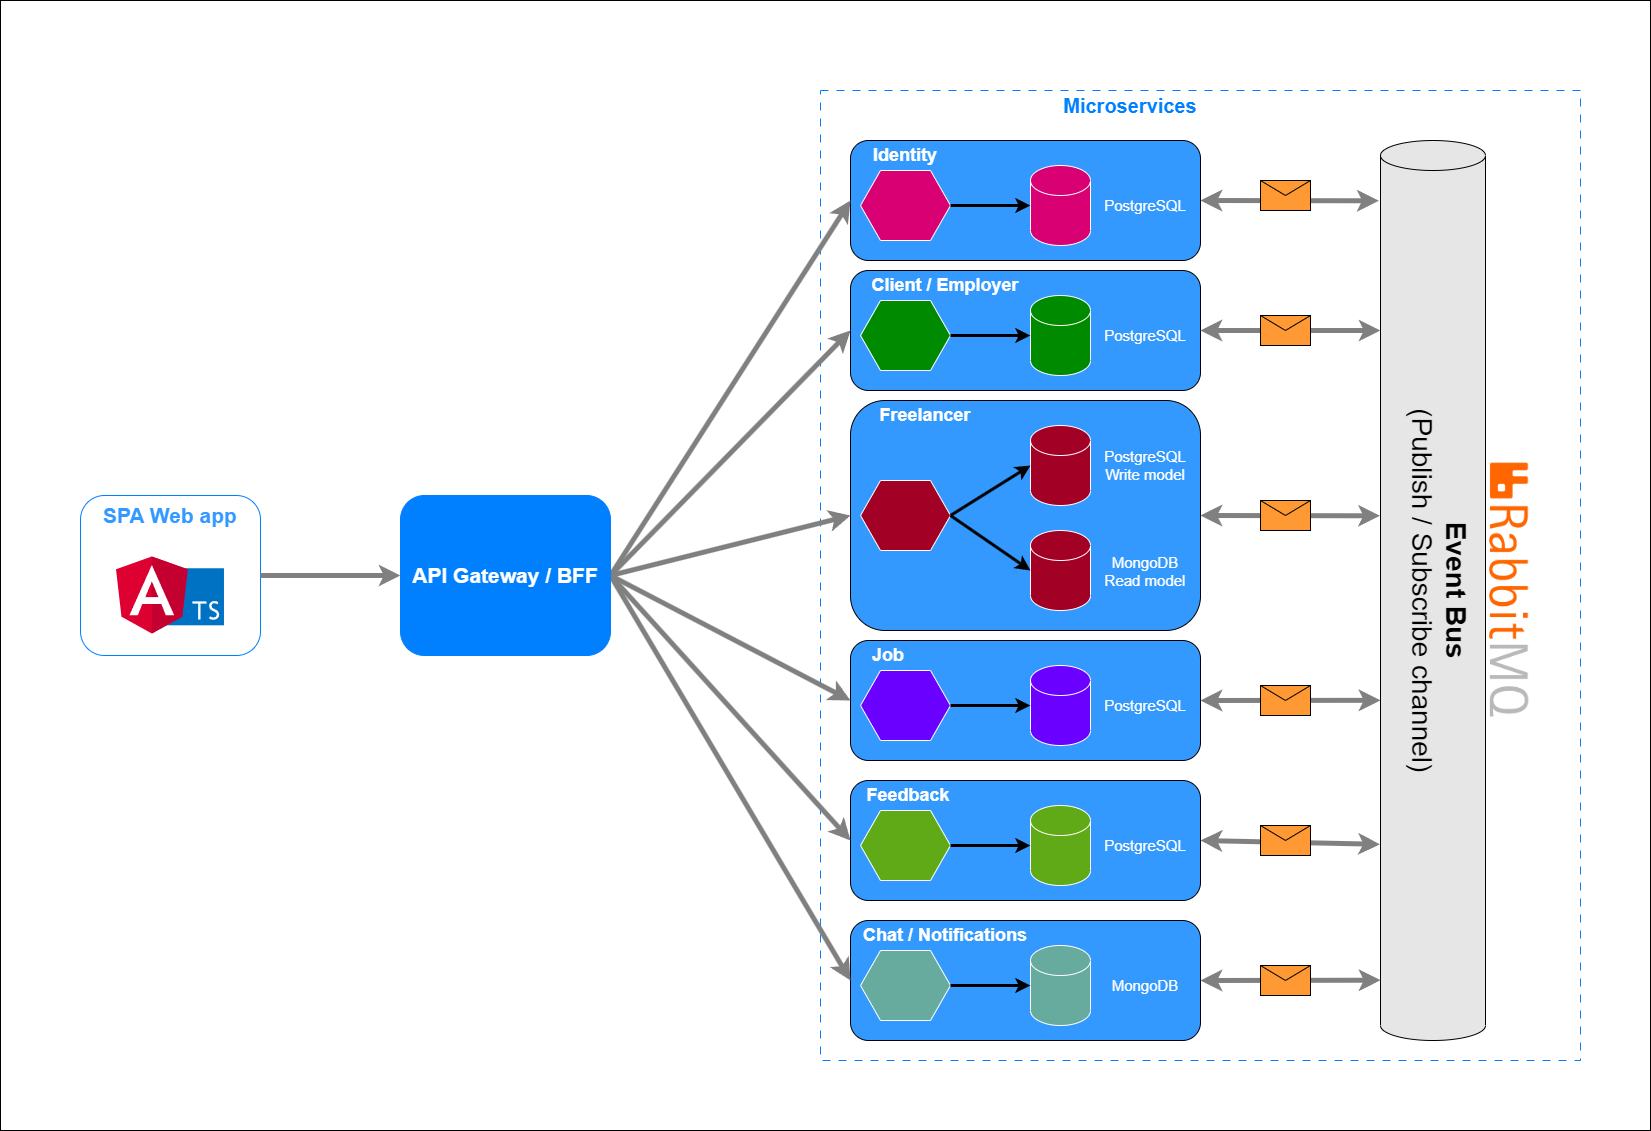 Microservices
Identity
PostgreSQL
Client / Employer
PostgreSQL
Freelancer
PostgreSQL
Write model
MongoDB
Read model
SPA Web app
A
TS
API Gateway / BFF
Job
PostgreSQL
Feedback
PostgreSQL
Chat / Notifications
MongoDB
Event Bus
(Publish / Subscribe channel)
RabbitMQ